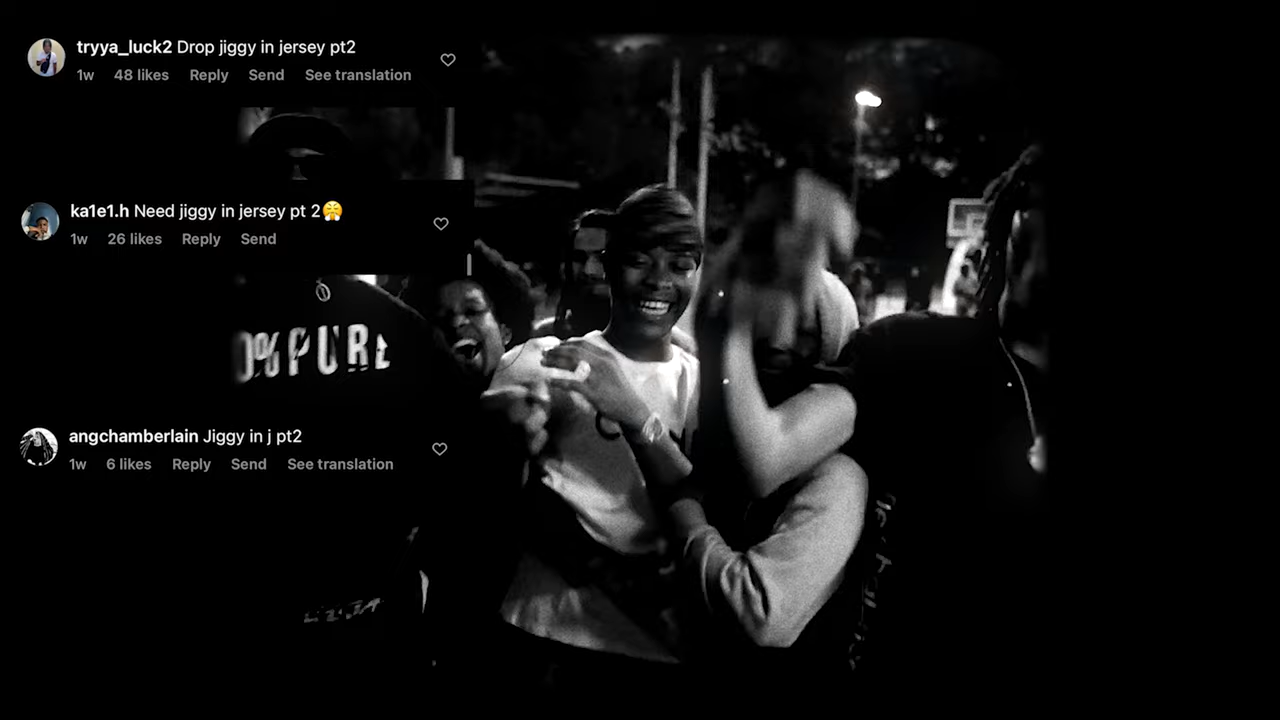 tryya_luck2 Drop jiggy in jersey pt2
1w 48 likes Reply Send See translation
ka1e1.h Need jiggy in jersey pt 2😤
1w 26 likes Reply Send
0% PURE
angchamberlain Jiggy in j pt2
1w 6 likes Reply Send See translation